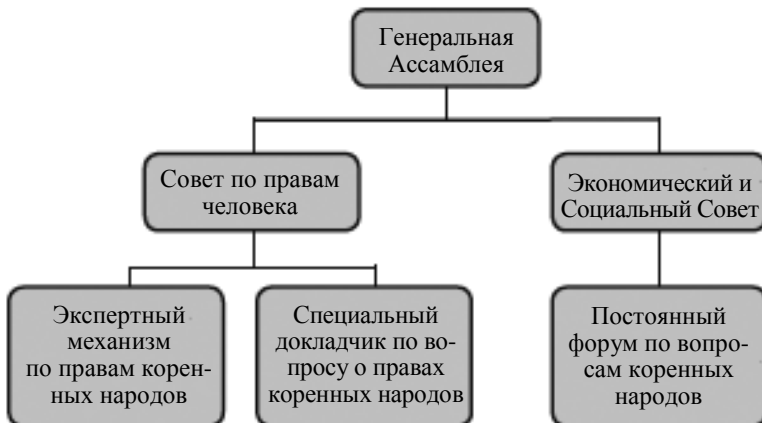 Генеральная
Ассамблея
Совет по правам
человека
Экономический и
Социальный Совет
Экспертный
механизм
по правам корен-
ных народов
Специальный
докладчик по во-
просу о правах
коренных народов
Постоянный
форум по вопро-
сам коренных
народов